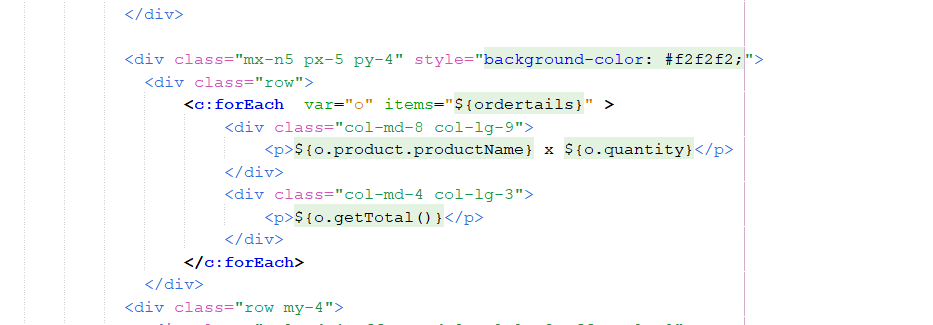 </div>
<div class="mx-n5 px-5 py-4" style="background-color: #f2f2f2;">
<div class="row">
<c:forEach  var="o" items="${ordertails}" >
<div class="col-md-8 col-lg-9">
<p>${o.product.productName} x ${o.quantity}</p>
</div>
<div class="col-md-4 col-lg-3">
<p>${o.getTotal()}</p>
</div>
</c:forEach>
</div>
<div class="row my-4">